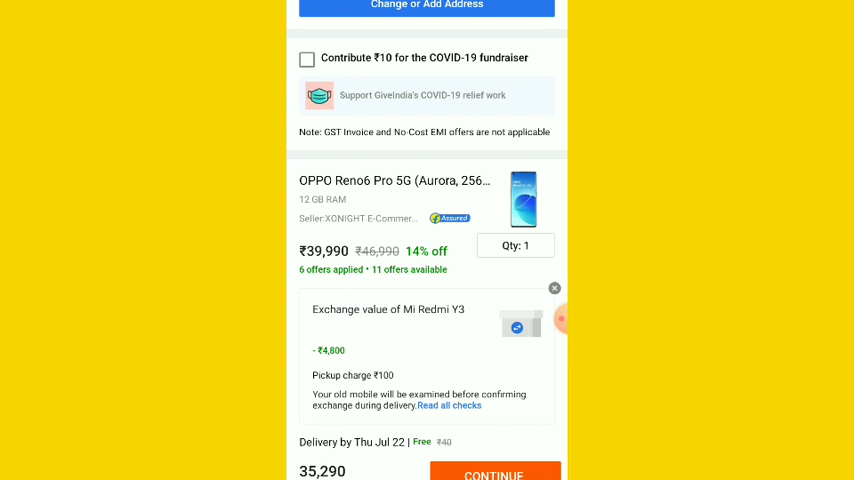 Change or Add Address
Contribute ₹10 for the COVID-19 fundraiser
Support GiveIndia's COVID-19 relief work
Note: GST Invoice and No-Cost EMI offers are not applicable
OPPO Reno6 Pro 5G (Aurora, 256...
12 GB RAM
Seller:XONIGHT E-Commer... Assured
₹39,990 ₹46,990 14% off Qty: 1
6 offers applied • 11 offers available
Exchange value of Mi Redmi Y3
- ₹4,800
Pickup charge ₹100
Your old mobile will be examined before confirming
exchange during delivery.Read all checks
Delivery by Thu Jul 22 | Free ₹40
35,290 CONTINUE